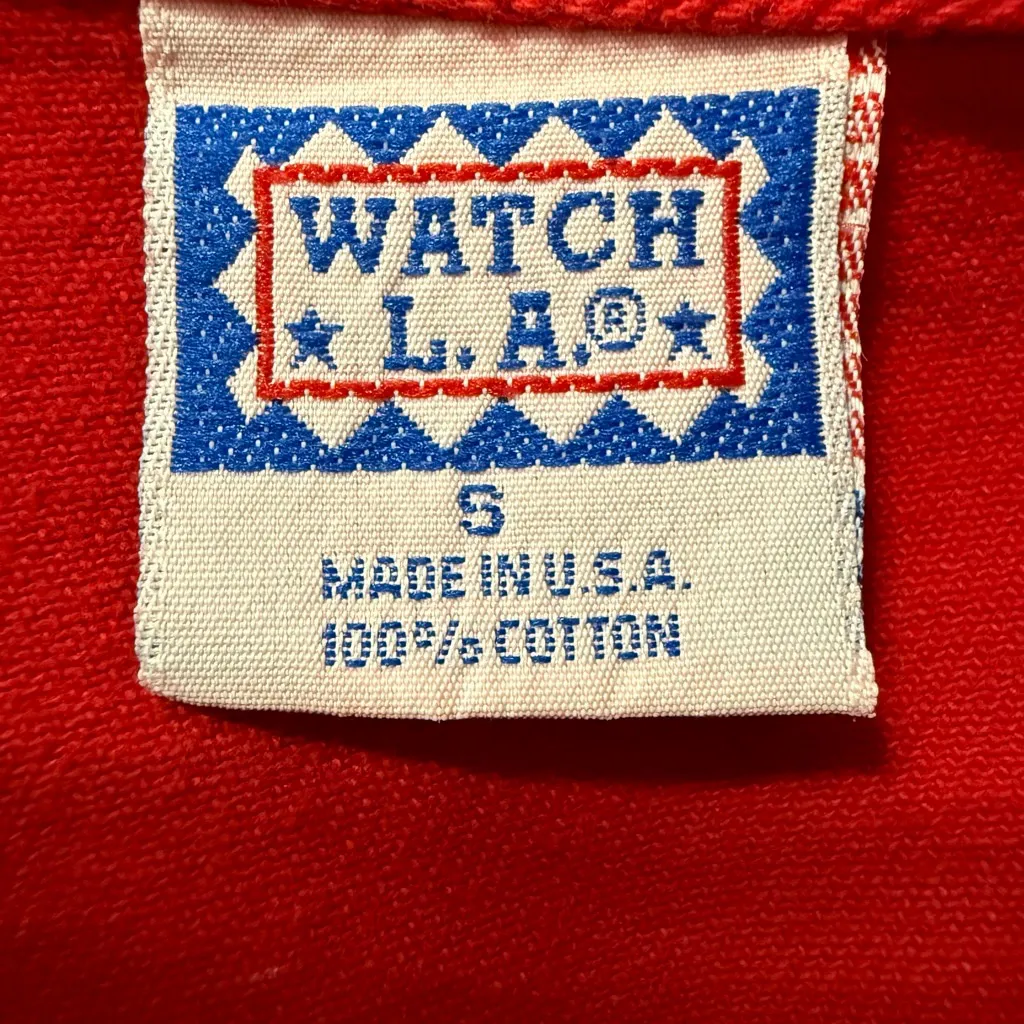 WATCH
L.A.®
S
MADE IN U.S.A.
100% COTTON